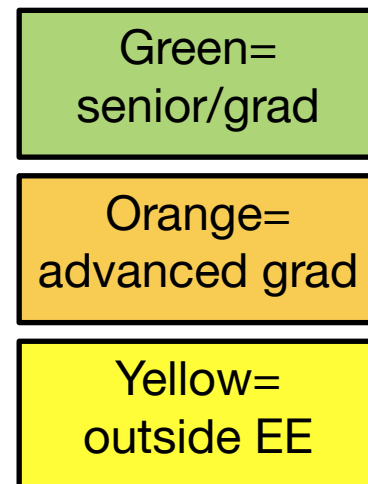 Green=
senior/grad
Orange=
advanced grad
Yellow=
outside EE